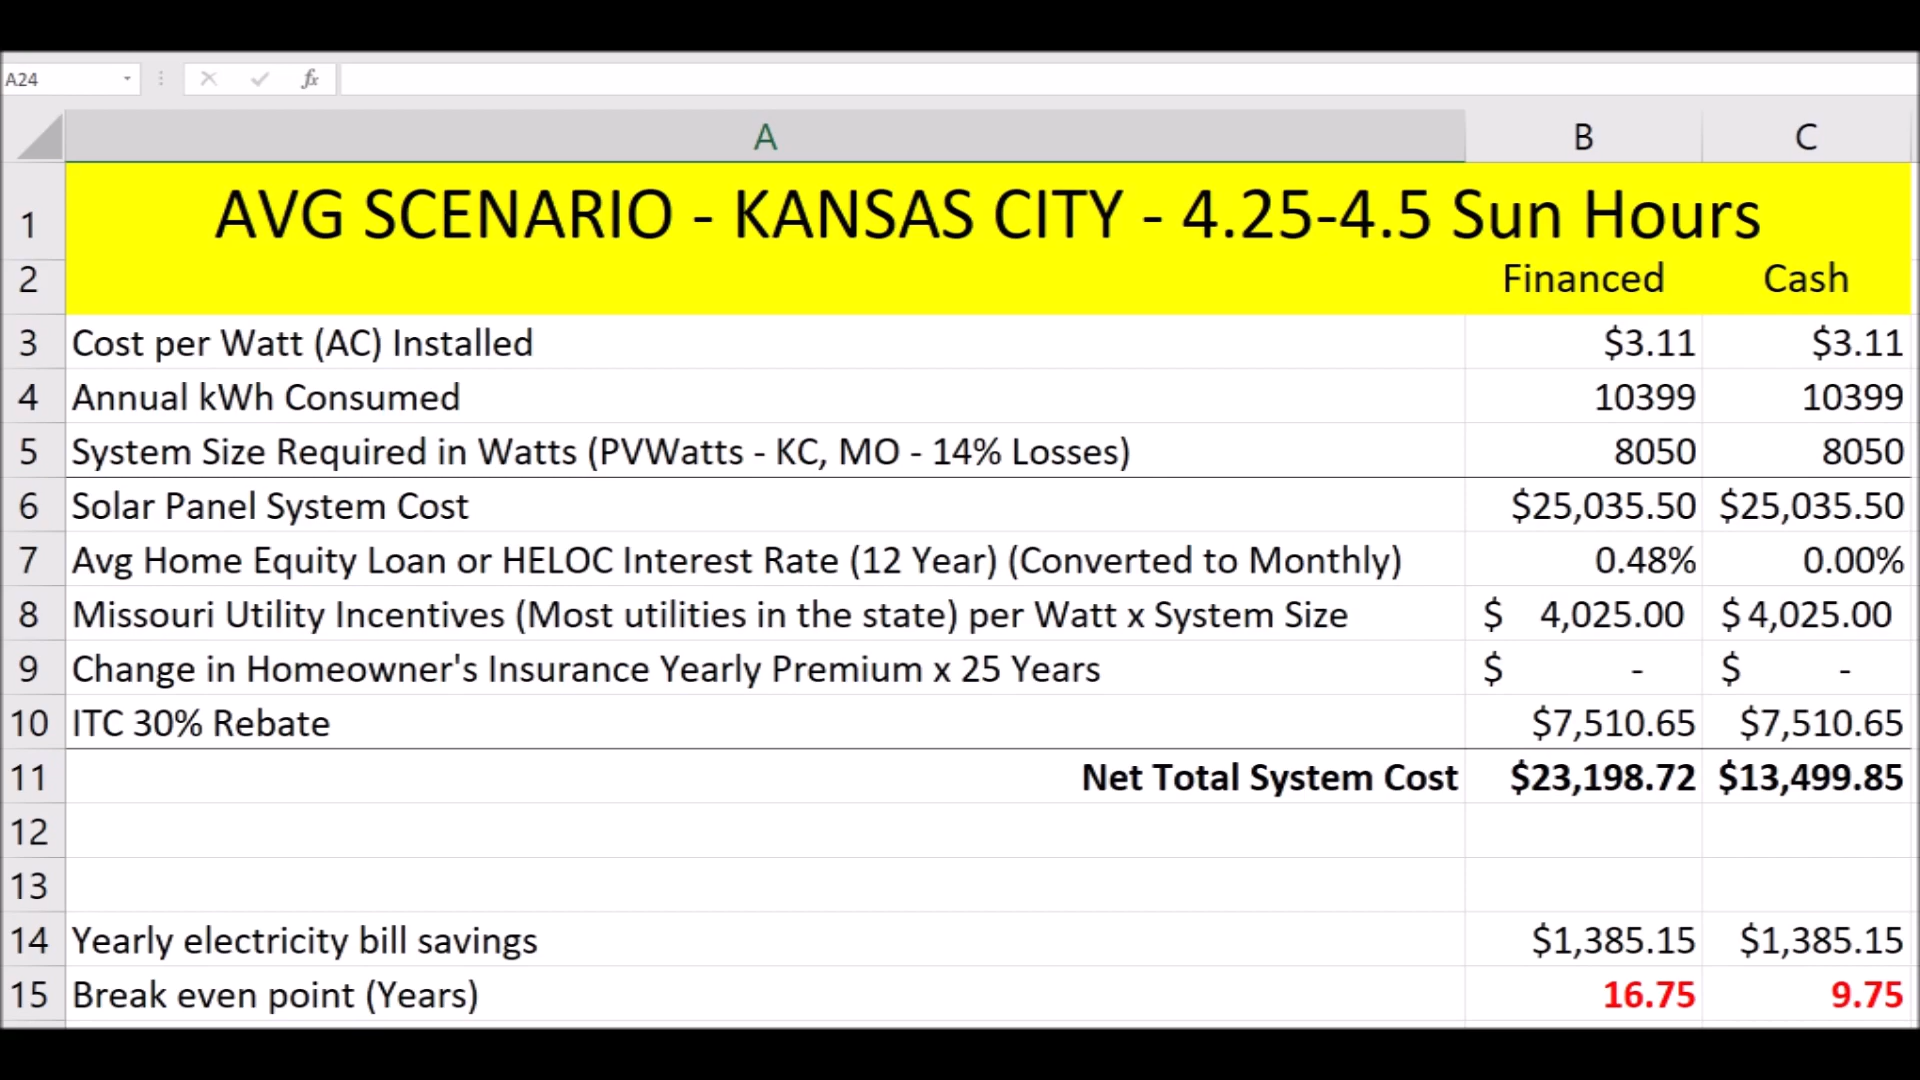 A24 fx
A B C
1 AVG SCENARIO - KANSAS CITY - 4.25-4.5 Sun Hours
2 Financed Cash
3 Cost per Watt (AC) Installed $3.11 $3.11
4 Annual kWh Consumed 10399 10399
5 System Size Required in Watts (PVWatts - KC, MO - 14% Losses) 8050 8050
6 Solar Panel System Cost $25,035.50 $25,035.50
7 Avg Home Equity Loan or HELOC Interest Rate (12 Year) (Converted to Monthly) 0.48% 0.00%
8 Missouri Utility Incentives (Most utilities in the state) per Watt x System Size $ 4,025.00 $ 4,025.00
9 Change in Homeowner's Insurance Yearly Premium x 25 Years $ - $ -
10 ITC 30% Rebate $7,510.65 $7,510.65
11 Net Total System Cost $23,198.72 $13,499.85
12
13
14 Yearly electricity bill savings $1,385.15 $1,385.15
15 Break even point (Years) 16.75 9.75